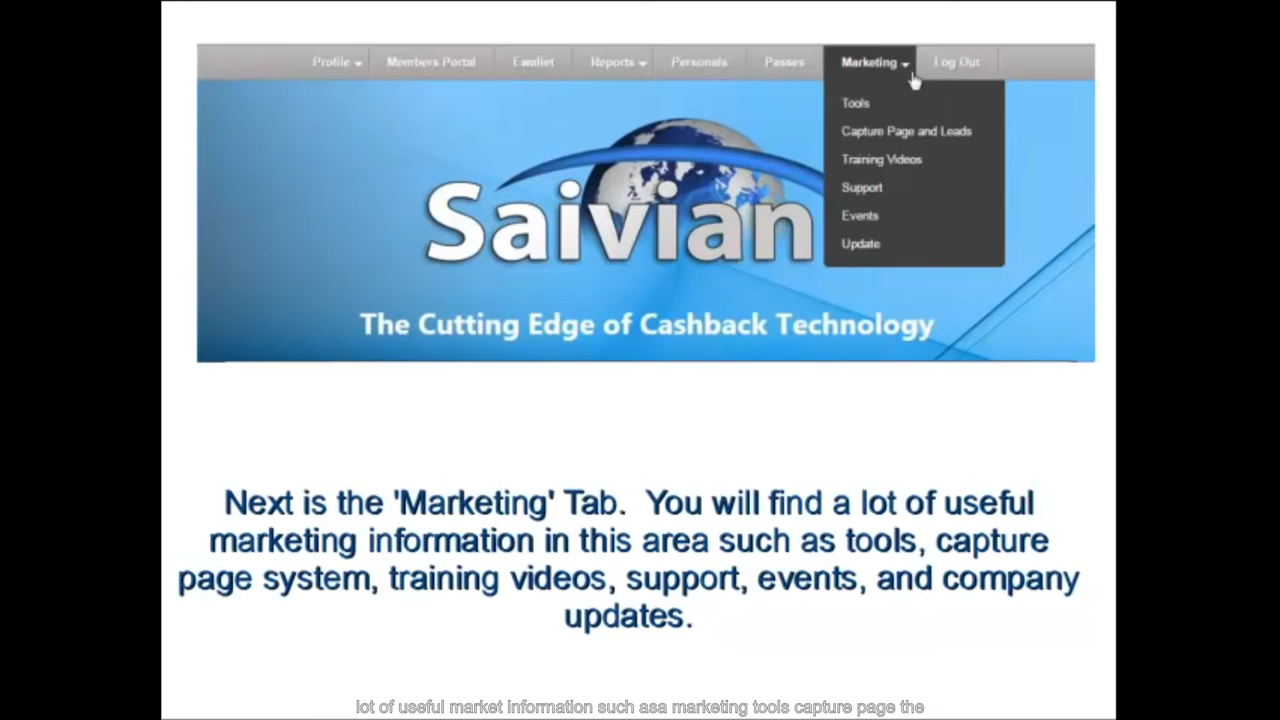 Profile Members Portal Ewallet Reports Personals Passes Marketing Log Out
Tools
Capture Page and Leads
Training Videos
Support
Events
Update
Saivian
The Cutting Edge of Cashback Technology
Next is the 'Marketing' Tab. You will find a lot of useful
marketing information in this area such as tools, capture
page system, training videos, support, events, and company
updates.
lot of useful market information such asa marketing tools capture page the